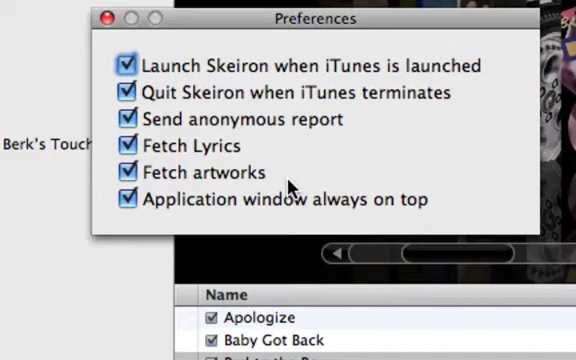 Preferences
Launch Skeiron when iTunes is launched
Quit Skeiron when iTunes terminates
Send anonymous report
Berk's Touch
Fetch Lyrics
Fetch artworks
Application window always on top
Name
Apologize
Baby Got Back